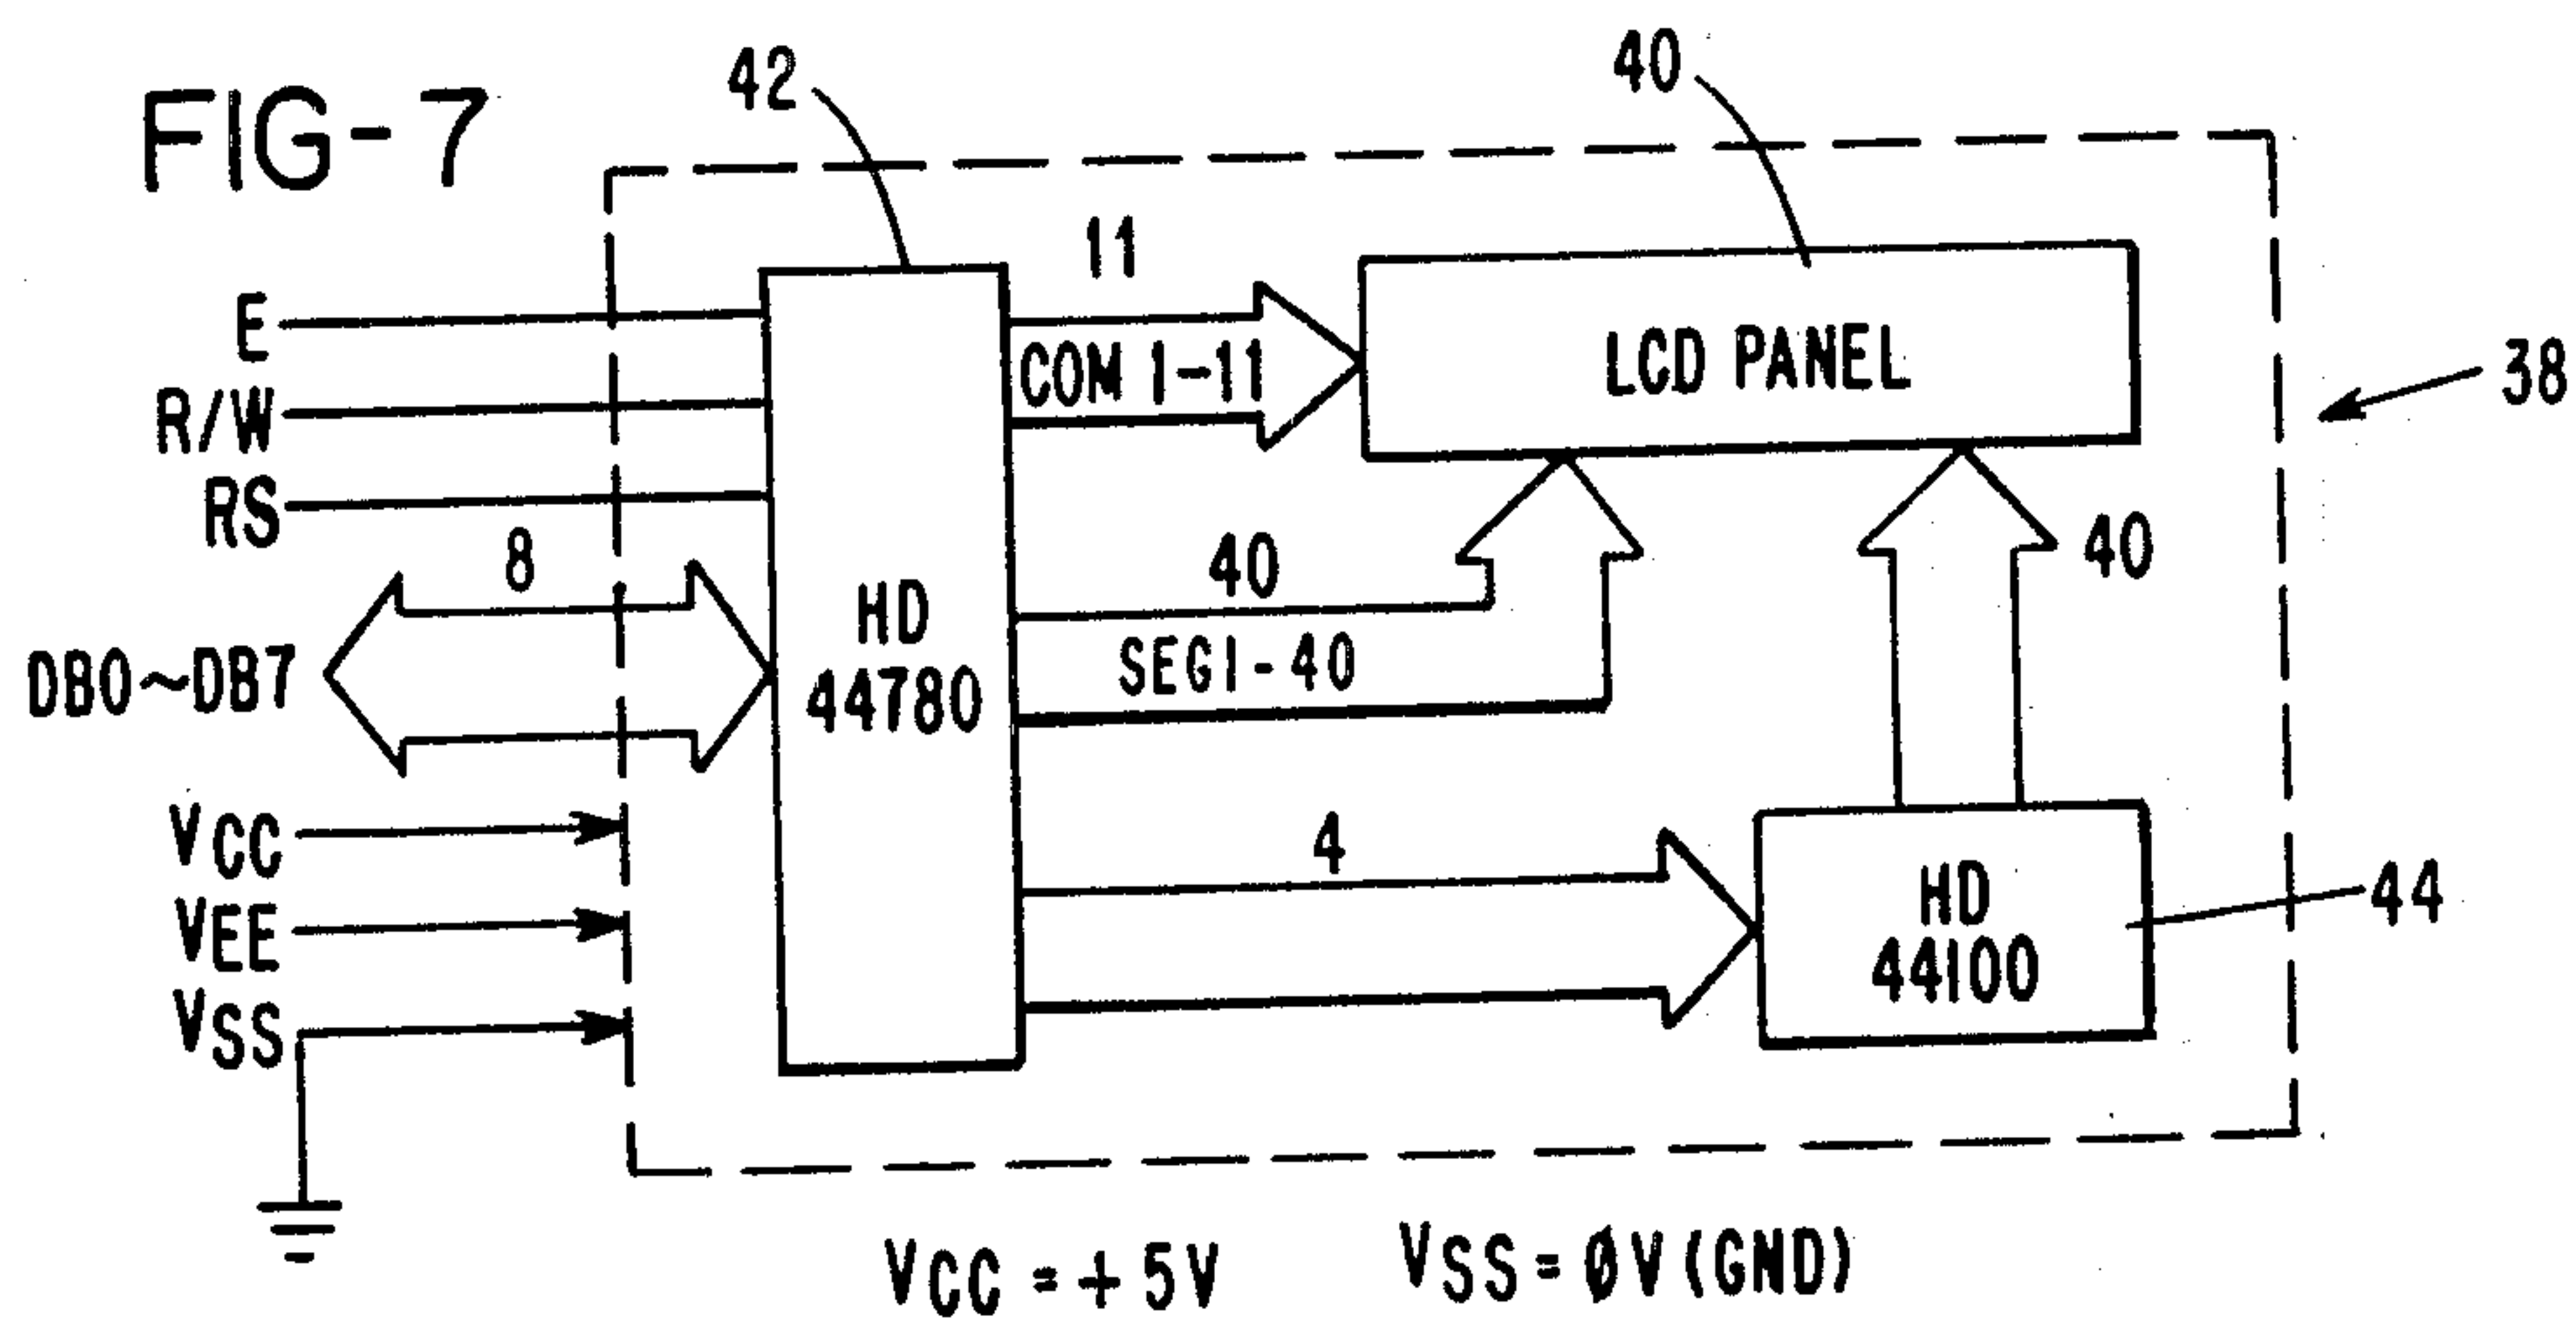 FIG-7
42
40
11
E
COM 1-11
LCD PANEL
38
R/W
RS
8
40
40
HD
44780
SEG1-40
DB0~DB7
VCC
4
HD
44100
44
VEE
VSS
VCC = +5V
VSS = ØV (GND)